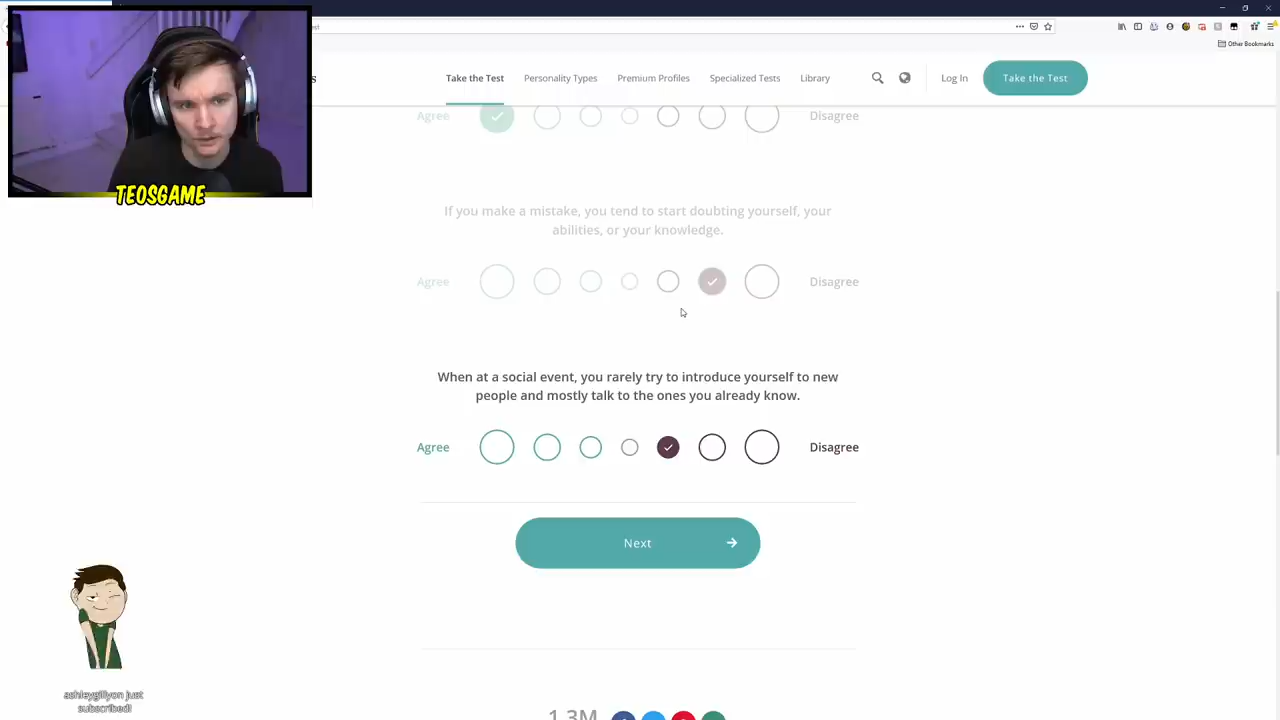 TEOSGAME
st
Other Bookmarks
s
Take the Test
Personality Types
Premium Profiles
Specialized Tests
Library
Log In
Take the Test
Agree
Disagree
If you make a mistake, you tend to start doubting yourself, your
abilities, or your knowledge.
Agree
Disagree
When at a social event, you rarely try to introduce yourself to new
people and mostly talk to the ones you already know.
Agree
Disagree
Next
ashleygillyon just
subscribed!
1.3M